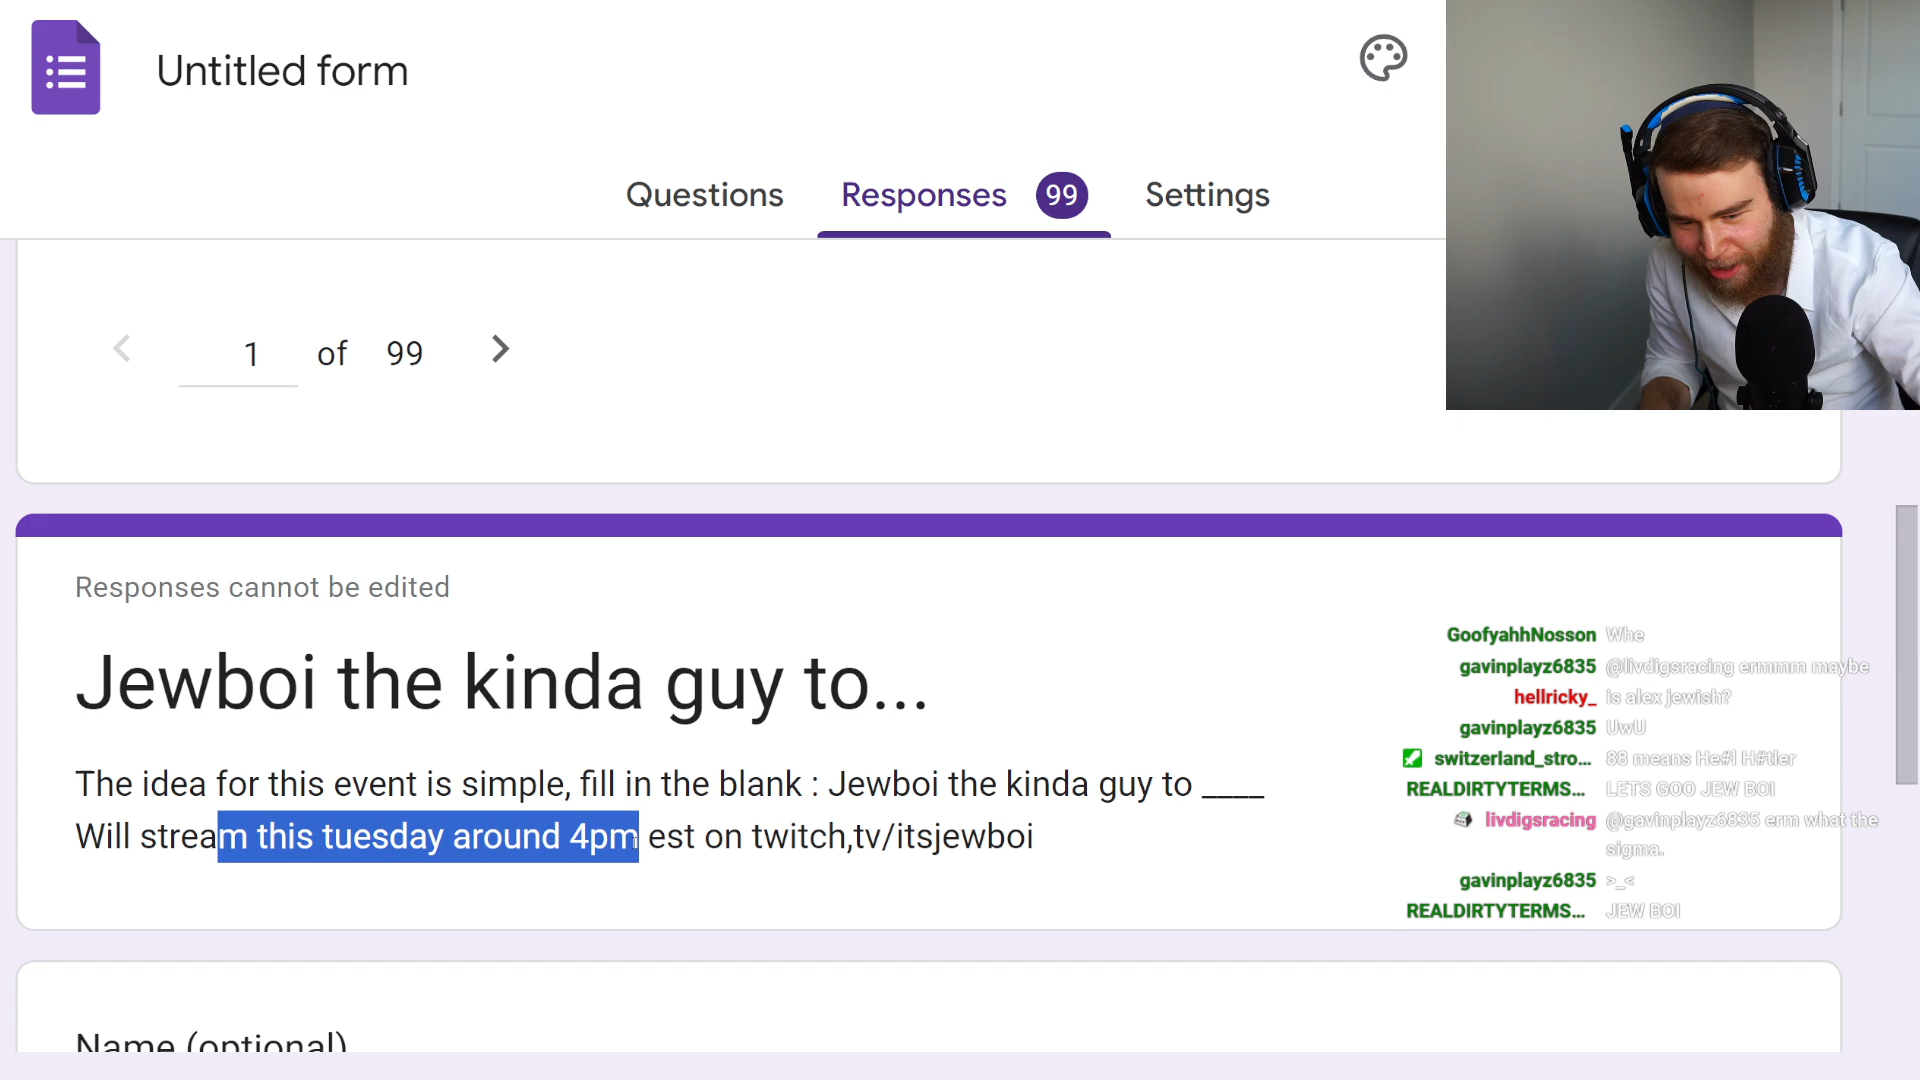 Untitled form
Questions Responses 99 Settings
1 of 99
Responses cannot be edited
Jewboi the kinda guy to...
The idea for this event is simple, fill in the blank : Jewboi the kinda guy to ____
Will stream this tuesday around 4pm est on twitch,tv/itsjewboi
Name (optional)
GoofyahhNosson Whe
gavinplayz6835 @livdigsracing ermmm maybe
hellricky_ is alex jewish?
gavinplayz6835 UwU
switzerland_stro... 88 means He#l H#tler
REALDIRTYTERMS... LETS GOO JEW BOI
livdigsracing @gavinplayz6835 erm what the
sigma.
gavinplayz6835 >_<
REALDIRTYTERMS... JEW BOI